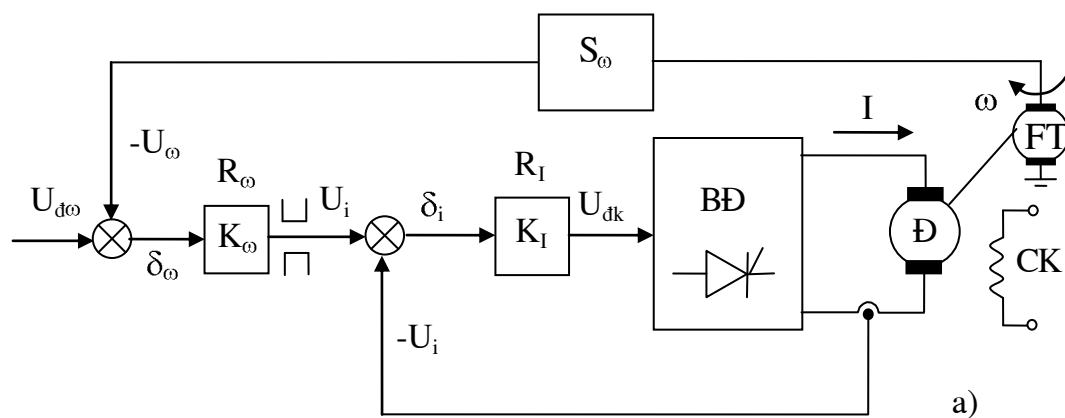 S_ω
ω
I
FT
-U_ω
R_ω
R_I
U_đω
U_i
δ_i
U_đk
BĐ
K_ω
K_I
Đ
δ_ω
CK
-U_i
a)